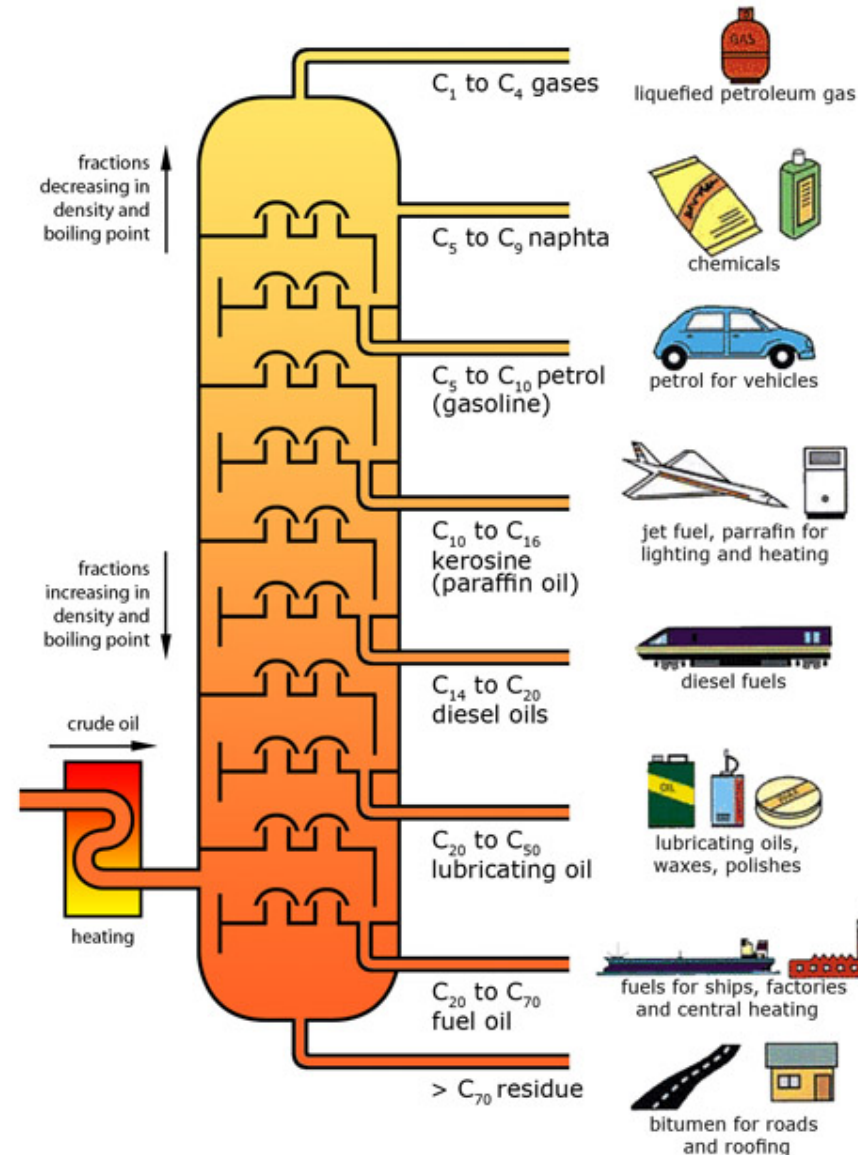 C₁ to C₄ gases
GAS
liquefied petroleum gas
fractions
decreasing in
density and
boiling point
C₅ to C₉ naphta
chemicals
C₅ to C₁₀ petrol
(gasoline)
petrol for vehicles
C₁₀ to C₁₆
kerosine
(paraffin oil)
jet fuel, parrafin for
lighting and heating
fractions
increasing in
density and
boiling point
C₁₄ to C₂₀
diesel oils
diesel fuels
crude oil
heating
C₂₀ to C₅₀
lubricating oil
OIL
WAX
lubricating oils,
waxes, polishes
C₂₀ to C₇₀
fuel oil
fuels for ships, factories
and central heating
> C₇₀ residue
bitumen for roads
and roofing